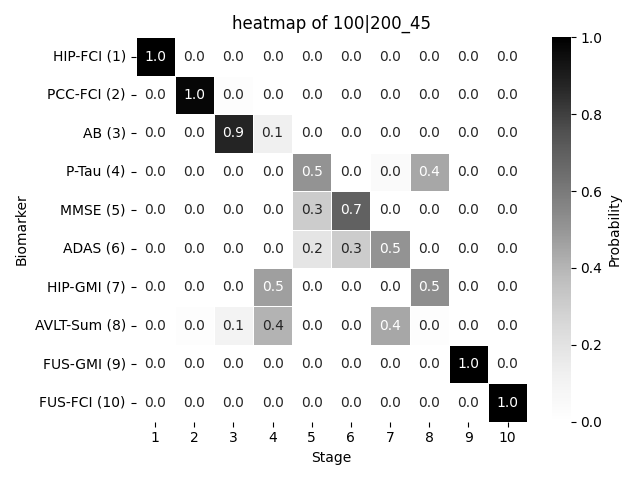 heatmap of 100|200_45
HIP-FCI (1) 1.0 0.0 0.0 0.0 0.0 0.0 0.0 0.0 0.0 0.0
PCC-FCI (2) 0.0 1.0 0.0 0.0 0.0 0.0 0.0 0.0 0.0 0.0
AB (3) 0.0 0.0 0.9 0.1 0.0 0.0 0.0 0.0 0.0 0.0
P-Tau (4) 0.0 0.0 0.0 0.0 0.5 0.0 0.0 0.4 0.0 0.0
MMSE (5) 0.0 0.0 0.0 0.0 0.3 0.7 0.0 0.0 0.0 0.0
ADAS (6) 0.0 0.0 0.0 0.0 0.2 0.3 0.5 0.0 0.0 0.0
HIP-GMI (7) 0.0 0.0 0.0 0.5 0.0 0.0 0.0 0.5 0.0 0.0
AVLT-Sum (8) 0.0 0.0 0.1 0.4 0.0 0.0 0.4 0.0 0.0 0.0
FUS-GMI (9) 0.0 0.0 0.0 0.0 0.0 0.0 0.0 0.0 1.0 0.0
FUS-FCI (10) 0.0 0.0 0.0 0.0 0.0 0.0 0.0 0.0 0.0 1.0
1 2 3 4 5 6 7 8 9 10
Stage
Biomarker
1.0
0.8
0.6
0.4
0.2
0.0
Probability